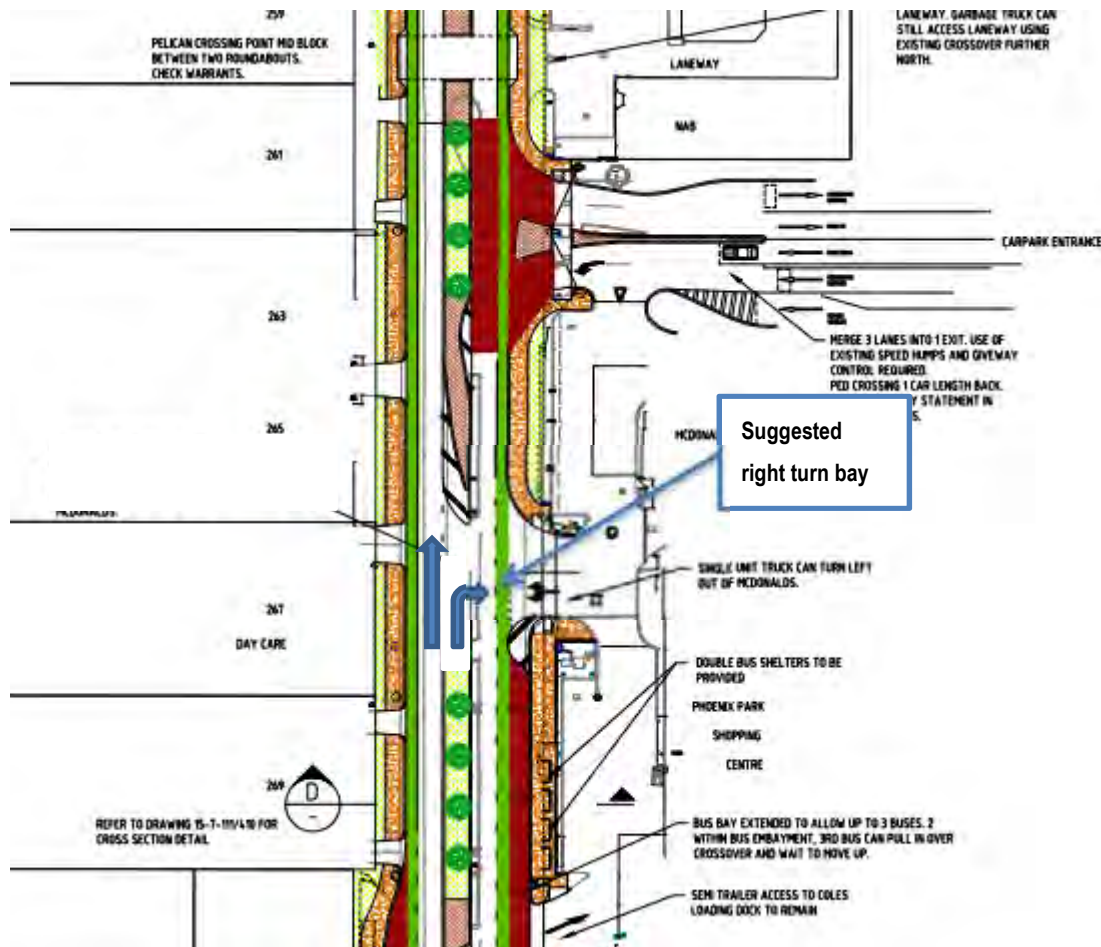 259
PELICAN CROSSING POINT MID BLOCK
BETWEEN TWO ROUNDABOUTS.
CHECK WARRANTS.
LANEWAY. GARBAGE TRUCK CAN
STILL ACCESS LANEWAY USING
EXISTING CROSSOVER FURTHER
NORTH.
LANEWAY
NAB
261
CARPARK ENTRANCE
263
MERGE 3 LANES INTO 1 EXIT. USE OF
EXISTING SPEED HUMPS AND GIVEWAY
CONTROL REQUIRED.
PED CROSSING 1 CAR LENGTH BACK.
Y STATEMENT IN
S.
265
MCDONA
Suggested
right turn bay
MCDONALDS.
SINGLE UNIT TRUCK CAN TURN LEFT
OUT OF MCDONALDS.
267
DAY CARE
DOUBLE BUS SHELTERS TO BE
PROVIDED
PHOENIX PARK
SHOPPING
CENTRE
269
D
-
REFER TO DRAWING 15-T-111/410 FOR
CROSS SECTION DETAIL
BUS BAY EXTENDED TO ALLOW UP TO 3 BUSES. 2
WITHIN BUS EMBAYMENT, 3RD BUS CAN PULL IN OVER
CROSSOVER AND WAIT TO MOVE UP.
SEMI TRAILER ACCESS TO COLES
LOADING DOCK TO REMAIN